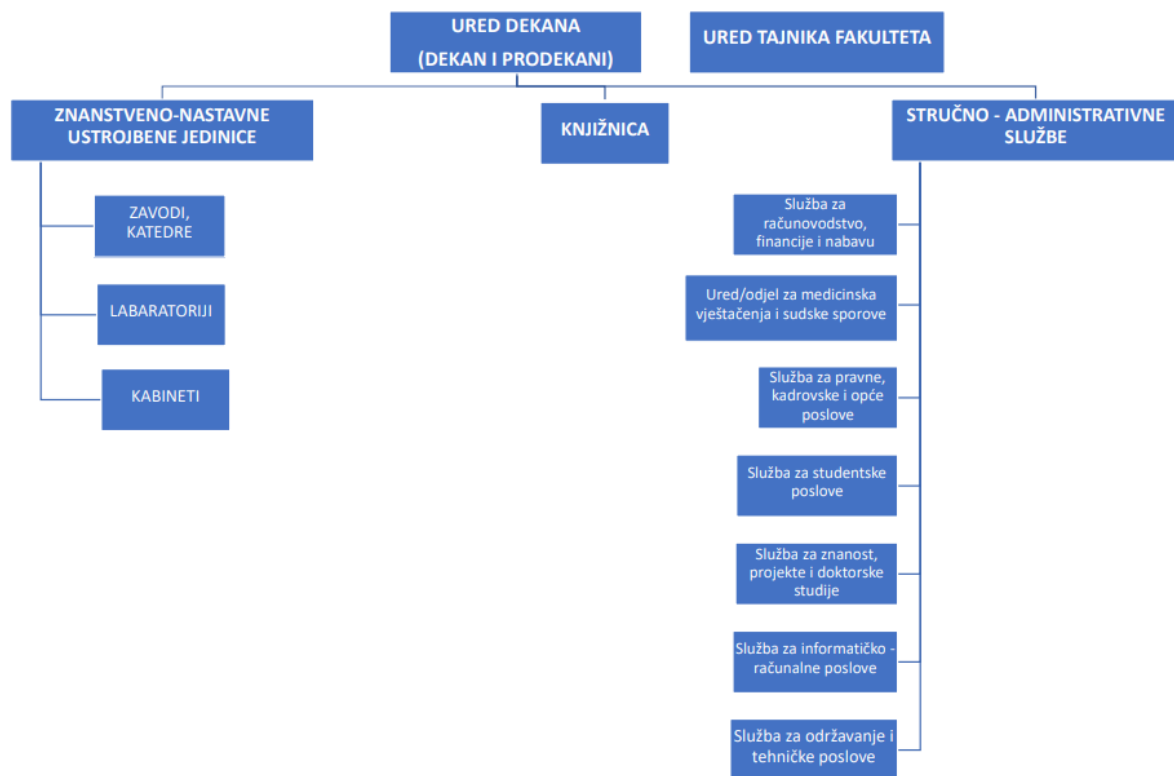 URED DEKANA
(DEKAN I PRODEKANI)
URED TAJNIKA FAKULTETA
ZNANSTVENO-NASTAVNE
USTROJBENE JEDINICE
KNJIŽNICA
STRUČNO - ADMINISTRATIVNE
SLUŽBE
ZAVODI,
KATEDRE
LABARATORIJI
KABINETI
Služba za
računovodstvo,
financije i nabavu
Ured/odjel za medicinska
vještačenja i sudske sporove
Služba za pravne,
kadrovske i opće
poslove
Služba za studentske
poslove
Služba za znanost,
projekte i doktorske
studije
Služba za informatičko -
računalne poslove
Služba za održavanje i
tehničke poslove